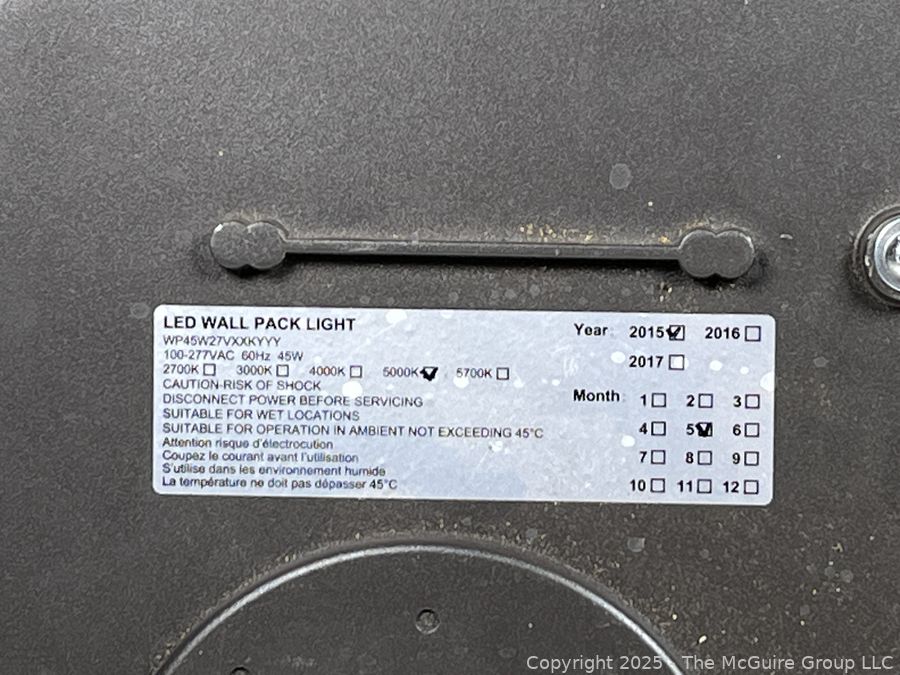 LED WALL PACK LIGHT
WP45W27VXXKYYY
100-277VAC 60Hz 45W
2700K 3000K 4000K 5000K 5700K
CAUTION-RISK OF SHOCK
DISCONNECT POWER BEFORE SERVICING
SUITABLE FOR WET LOCATIONS
SUITABLE FOR OPERATION IN AMBIENT NOT EXCEEDING 45°C
Attention risque d'électrocution
Coupez le courant avant l'utilisation
S'utilise dans les environnement humide
La température ne doit pas dépasser 45°C
Year 2015 2016
2017
Month 1 2 3
4 5 6
7 8 9
10 11 12
Copyright 2025 - The McGuire Group LLC